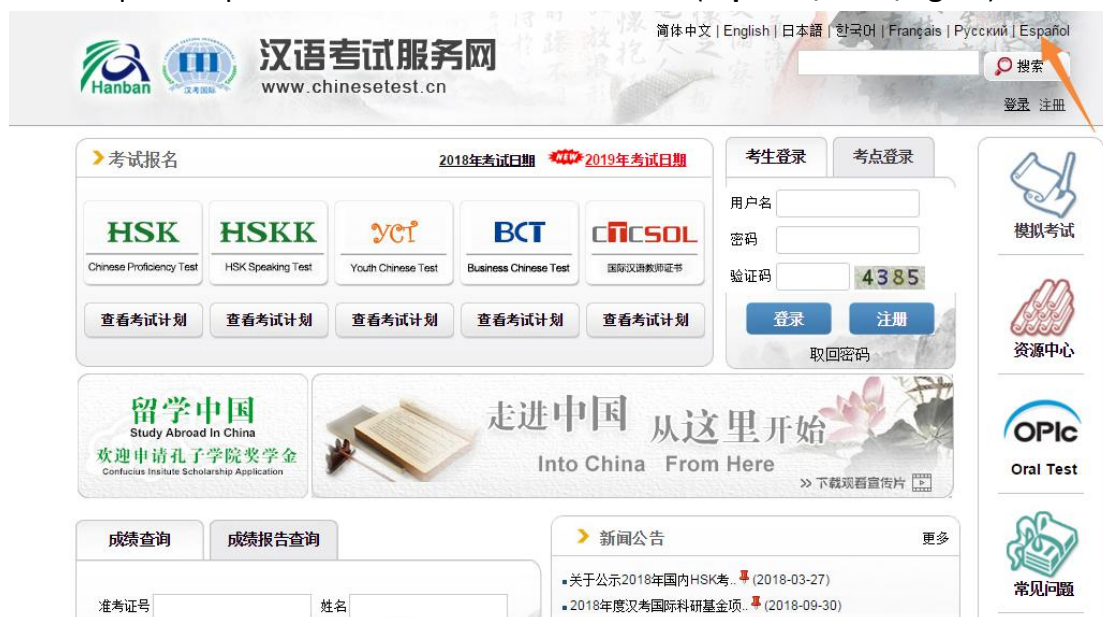 简体中文 | English | 日本語 | 한국어 | Français | Русский | Español
Hanban
汉语考试服务网
www.chinesetest.cn
搜索
登录 注册
考试报名
2018年考试日期
NEW
2019年考试日期
HSK
Chinese Proficiency Test
HSKK
HSK Speaking Test
YCT
Youth Chinese Test
BCT
Business Chinese Test
CTCSOL
国际汉语教师证书
查看考试计划
查看考试计划
查看考试计划
查看考试计划
查看考试计划
考生登录
考点登录
用户名
密码
验证码
4385
登录
注册
取回密码
模拟考试
资源中心
OPIc
Oral Test
常见问题
留学中国
Study Abroad In China
欢迎申请孔子学院奖学金
Confucius Insitute Scholarship Application
走进中国 从这里开始
Into China From Here
>> 下载观看宣传片
成绩查询
成绩报告查询
准考证号
姓名
新闻公告
更多
关于公示2018年国内HSK考.. (2018-03-27)
2018年度汉考国际科研基金项.. (2018-09-30)